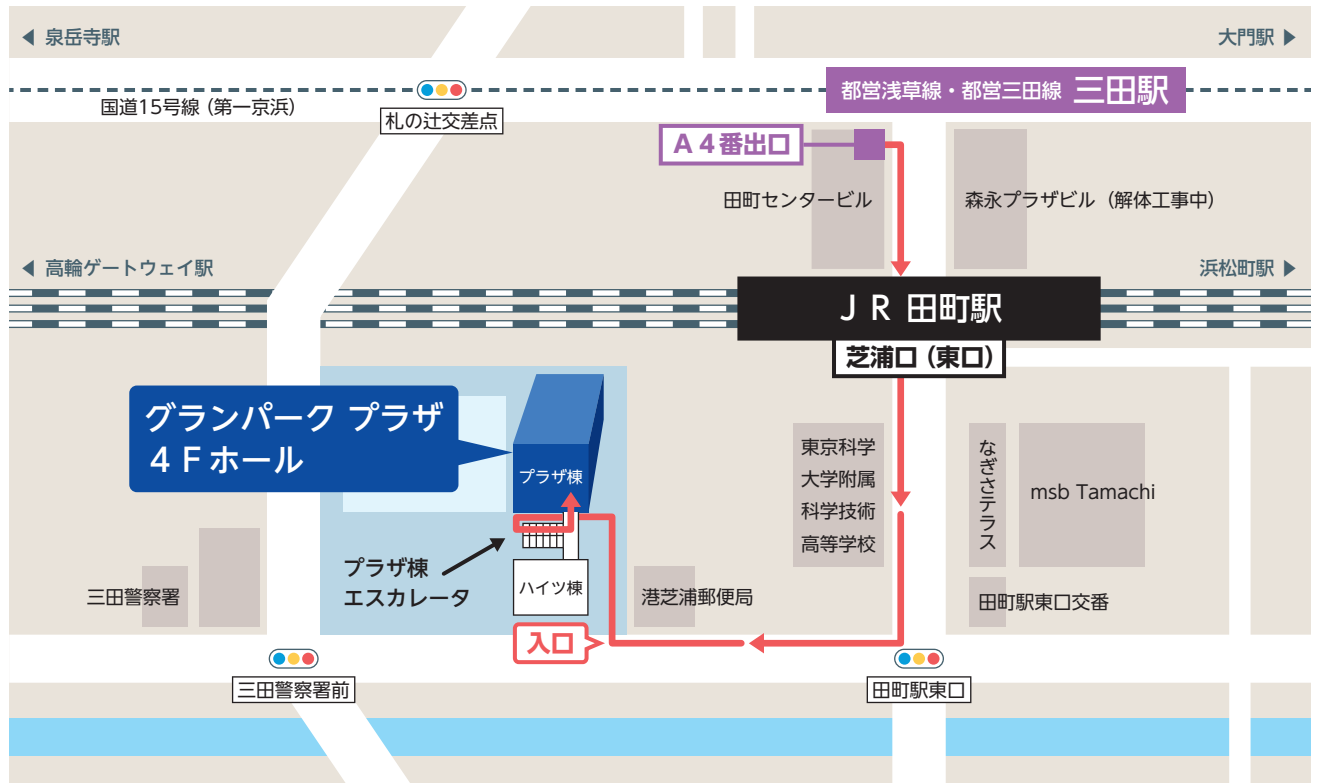 ◀ 泉岳寺駅
大門駅 ▶
国道15号線（第一京浜）
札の辻交差点
都営浅草線・都営三田線 三田駅
A4番出口
田町センタービル
森永プラザビル（解体工事中）
◀ 高輪ゲートウェイ駅
浜松町駅 ▶
JR 田町駅
芝浦口（東口）
グランパーク プラザ
4Fホール
プラザ棟
東京科学
大学附属
科学技術
高等学校
なぎさテラス
msb Tamachi
プラザ棟
エスカレータ
ハイツ棟
三田警察署
港芝浦郵便局
田町駅東口交番
入口
三田警察署前
田町駅東口